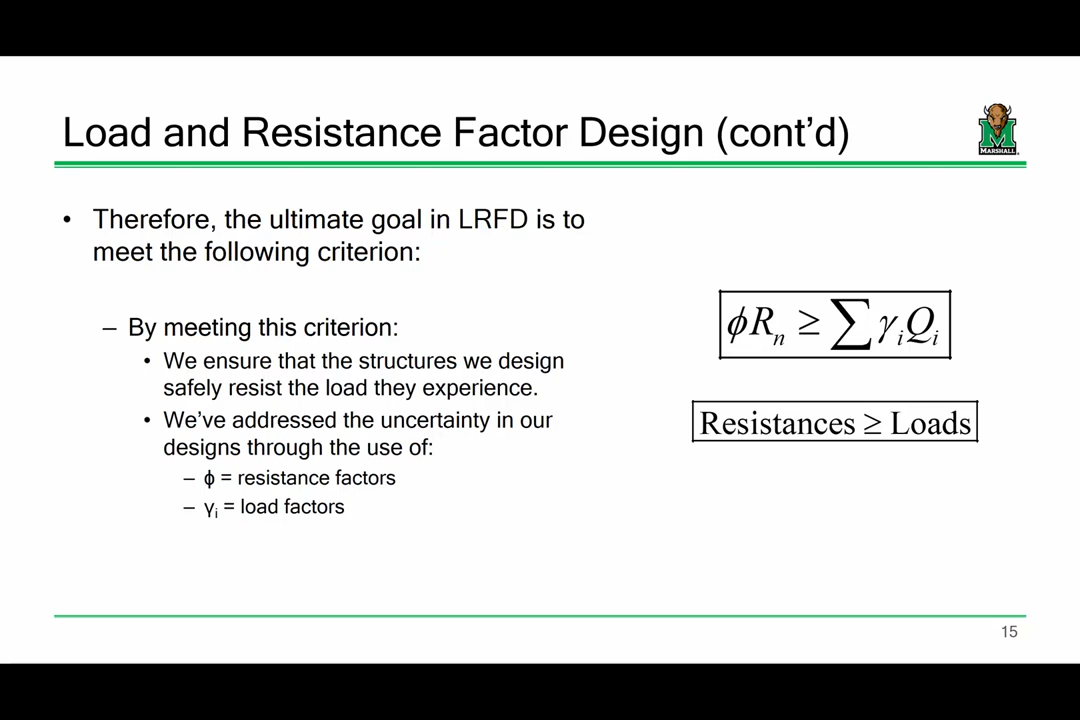 Load and Resistance Factor Design (cont’d)
MARSHALL
• Therefore, the ultimate goal in LRFD is to
meet the following criterion:
– By meeting this criterion:
• We ensure that the structures we design
safely resist the load they experience.
• We’ve addressed the uncertainty in our
designs through the use of:
– ϕ = resistance factors
– γi = load factors
ϕRn ≥ ∑γiQi
Resistances ≥ Loads
15